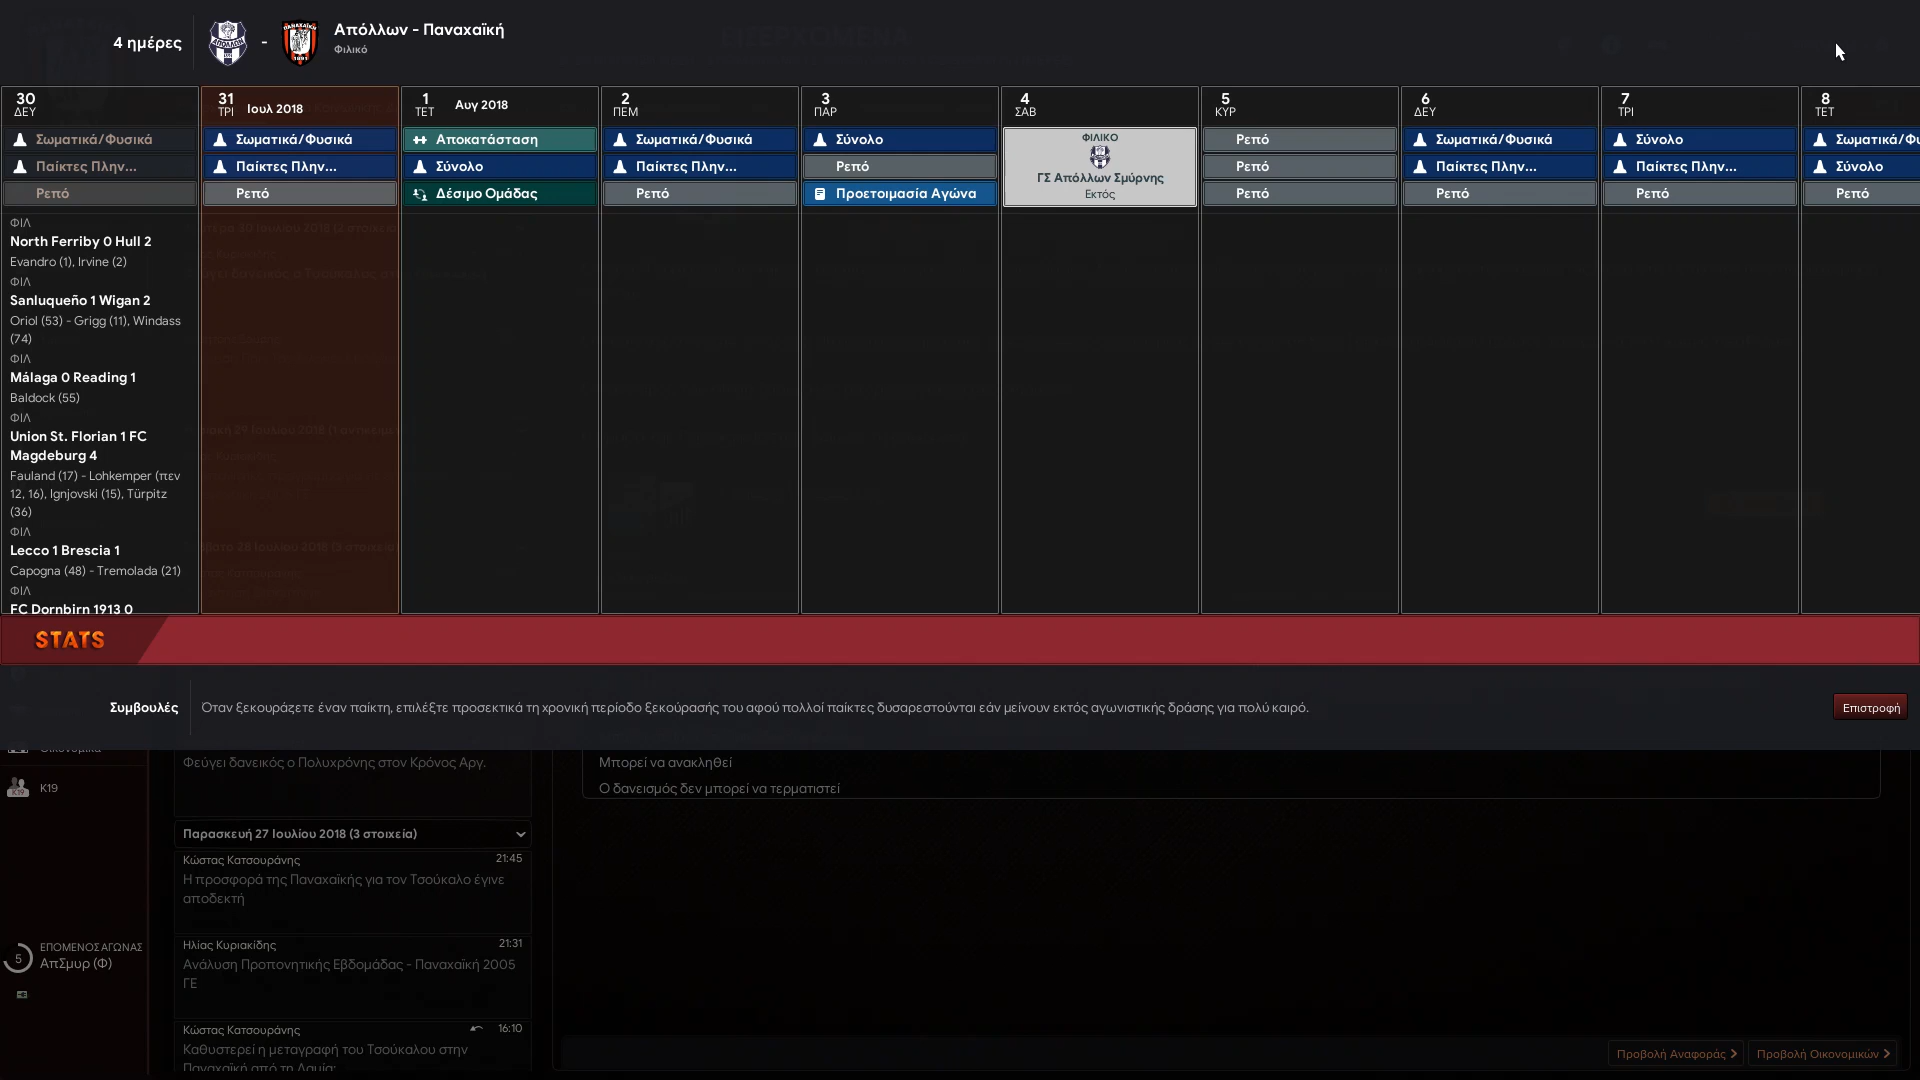 4 ημέρες
-
Απόλλων - Παναχαϊκή
Φιλικό
30
ΔΕΥ
Σωματικά/Φυσικά
Παίκτες Πλην...
Ρεπό
31
ΤΡΙ
Ιουλ 2018
Σωματικά/Φυσικά
Παίκτες Πλην...
Ρεπό
1
ΤΕΤ
Αυγ 2018
Αποκατάσταση
Σύνολο
Δέσιμο Ομάδας
2
ΠΕΜ
Σωματικά/Φυσικά
Παίκτες Πλην...
Ρεπό
3
ΠΑΡ
Σύνολο
Ρεπό
Προετοιμασία Αγώνα
4
ΣΑΒ
ΦΙΛΙΚΟ
ΓΣ Απόλλων Σμύρνης
Εκτός
5
ΚΥΡ
Ρεπό
Ρεπό
Ρεπό
6
ΔΕΥ
Σωματικά/Φυσικά
Παίκτες Πλην...
Ρεπό
7
ΤΡΙ
Σύνολο
Παίκτες Πλην...
Ρεπό
8
ΤΕΤ
Σωματικά/Φυ
Σύνολο
Ρεπό
ΦΙΛ
North Ferriby 0 Hull 2
Evandro (1), Irvine (2)
ΦΙΛ
Sanluqueño 1 Wigan 2
Oriol (53) - Grigg (11), Windass
(74)
ΦΙΛ
Málaga 0 Reading 1
Baldock (55)
ΦΙΛ
Union St. Florian 1 FC
Magdeburg 4
Fauland (17) - Lohkemper (πεν
12, 16), Ignjovski (15), Türpitz
(36)
ΦΙΛ
Lecco 1 Brescia 1
Capogna (48) - Tremolada (21)
ΦΙΛ
FC Dornbirn 1913 0
STATS
Συμβουλές
Όταν ξεκουράζετε έναν παίκτη, επιλέξτε προσεκτικά τη χρονική περίοδο ξεκούρασής του αφού πολλοί παίκτες δυσαρεστούνται εάν μείνουν εκτός αγωνιστικής δράσης για πολύ καιρό.
Επιστροφή
Οικονομικά
K19
ΕΠΟΜΕΝΟΣ ΑΓΩΝΑΣ
5
ΑπΣμυρ (Φ)
Φεύγει δανεικός ο Πολυχρόνης στον Κρόνος Αργ.
Παρασκευή 27 Ιουλίου 2018 (3 στοιχεία)
Κώστας Κατσουράνης
21:45
Η προσφορά της Παναχαϊκής για τον Τσούκαλο έγινε
αποδεκτή
Ηλίας Κυριακίδης
21:31
Ανάλυση Προπονητικής Εβδομάδας - Παναχαϊκή 2005
ΓΕ
Κώστας Κατσουράνης
16:10
Καθυστερεί η μεταγραφή του Τσούκαλου στην
Παναχαϊκή από τη Λαμία;
Μπορεί να ανακληθεί
Ο δανεισμός δεν μπορεί να τερματιστεί
Προβολή Αναφοράς
Προβολή Οικονομικών